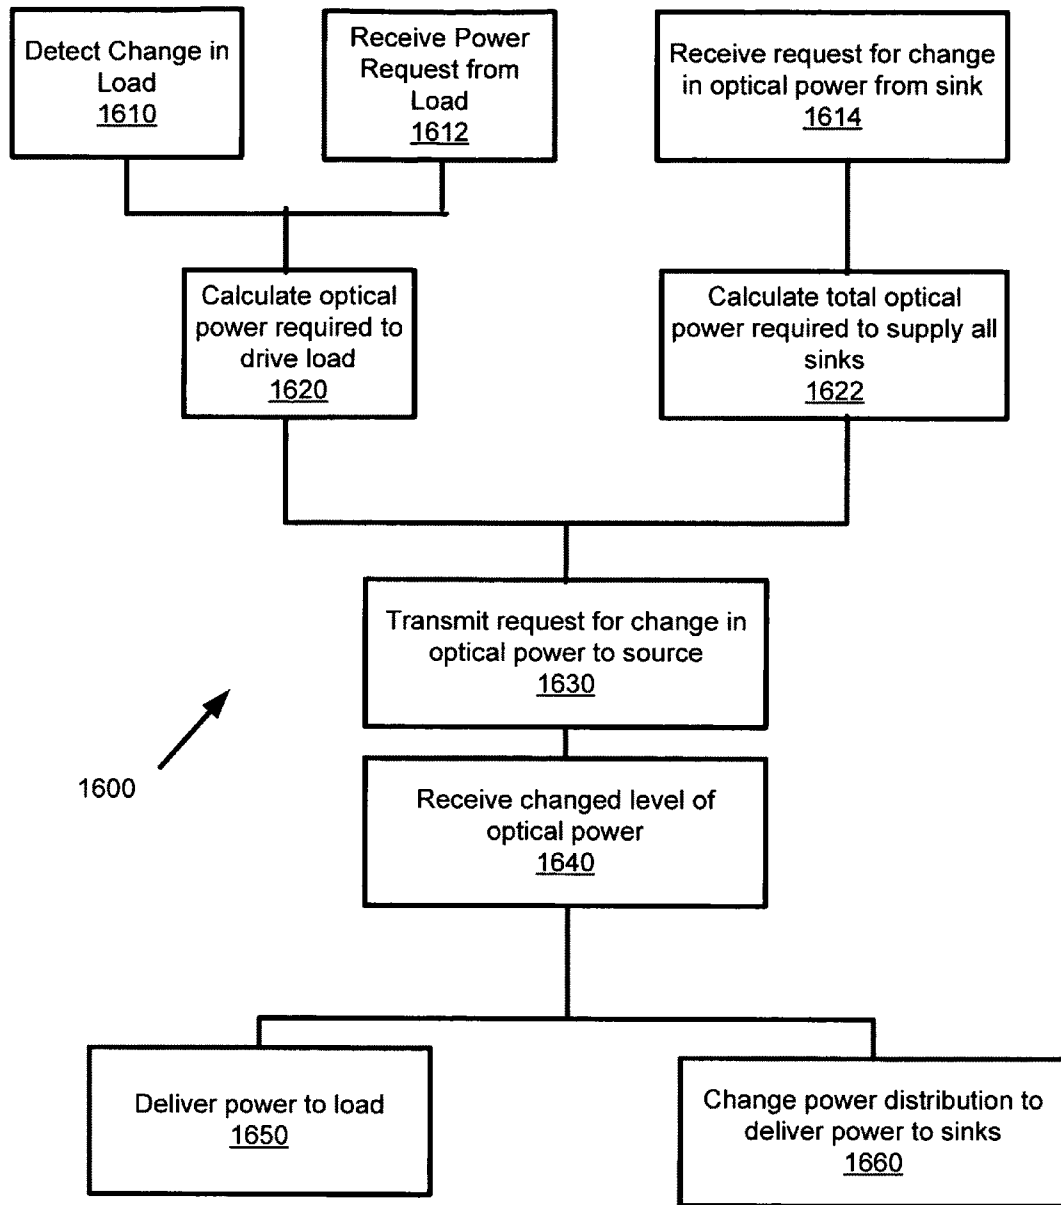 Detect Change in
Load
1610
Receive Power
Request from
Load
1612
Receive request for change
in optical power from sink
1614
Calculate optical
power required to
drive load
1620
Calculate total optical
power required to supply all
sinks
1622
Transmit request for change in
optical power to source
1630
1600
Receive changed level of
optical power
1640
Deliver power to load
1650
Change power distribution to
deliver power to sinks
1660